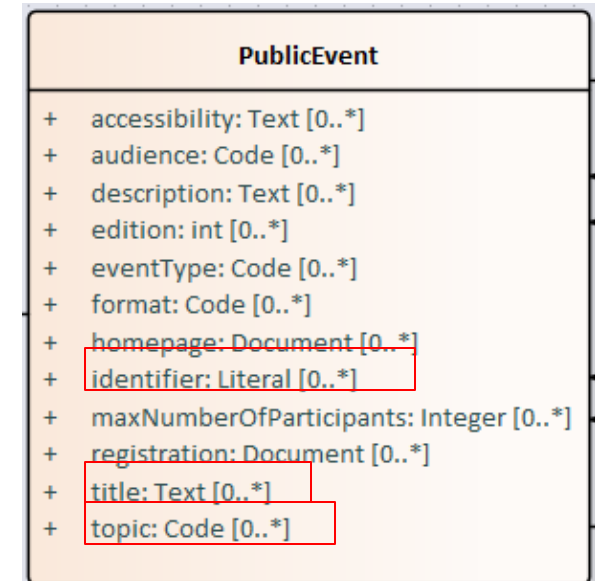 PublicEvent
+ accessibility: Text [0..*]
+ audience: Code [0..*]
+ description: Text [0..*]
+ edition: int [0..*]
+ eventType: Code [0..*]
+ format: Code [0..*]
+ homepage: Document [0..*]
+ identifier: Literal [0..*]
+ maxNumberOfParticipants: Integer [0..*]
+ registration: Document [0..*]
+ title: Text [0..*]
+ topic: Code [0..*]